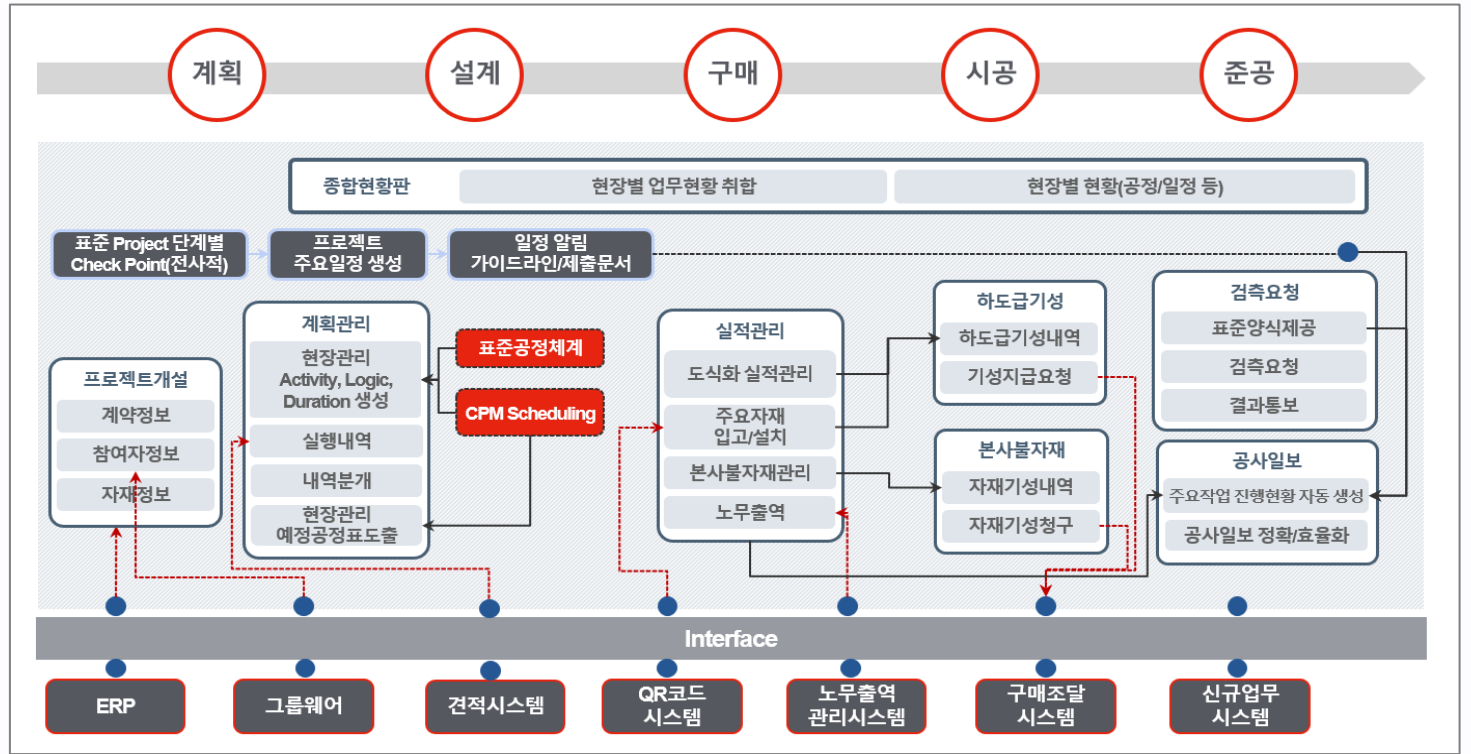 계획
설계
구매
시공
준공
종합현황판
현장별 업무현황 취합
현장별 현황(공정/일정 등)
표준 Project 단계별
Check Point(전사적)
프로젝트
주요일정 생성
일정 알림
가이드라인/제출문서
프로젝트개설
계약정보
참여자정보
자재정보
계획관리
현장관리
Activity, Logic,
Duration 생성
실행내역
내역분개
현장관리
예정공정표도출
표준공정체계
CPM Scheduling
실적관리
도식화 실적관리
주요자재
입고/설치
본사불자재관리
노무출역
하도급기성
하도급기성내역
기성지급요청
본사불자재
자재기성내역
자재기성청구
검측요청
표준양식제공
검측요청
결과통보
공사일보
주요작업 진행현황 자동 생성
공사일보 정확/효율화
Interface
ERP
그룹웨어
견적시스템
QR코드
시스템
노무출역
관리시스템
구매조달
시스템
신규업무
시스템